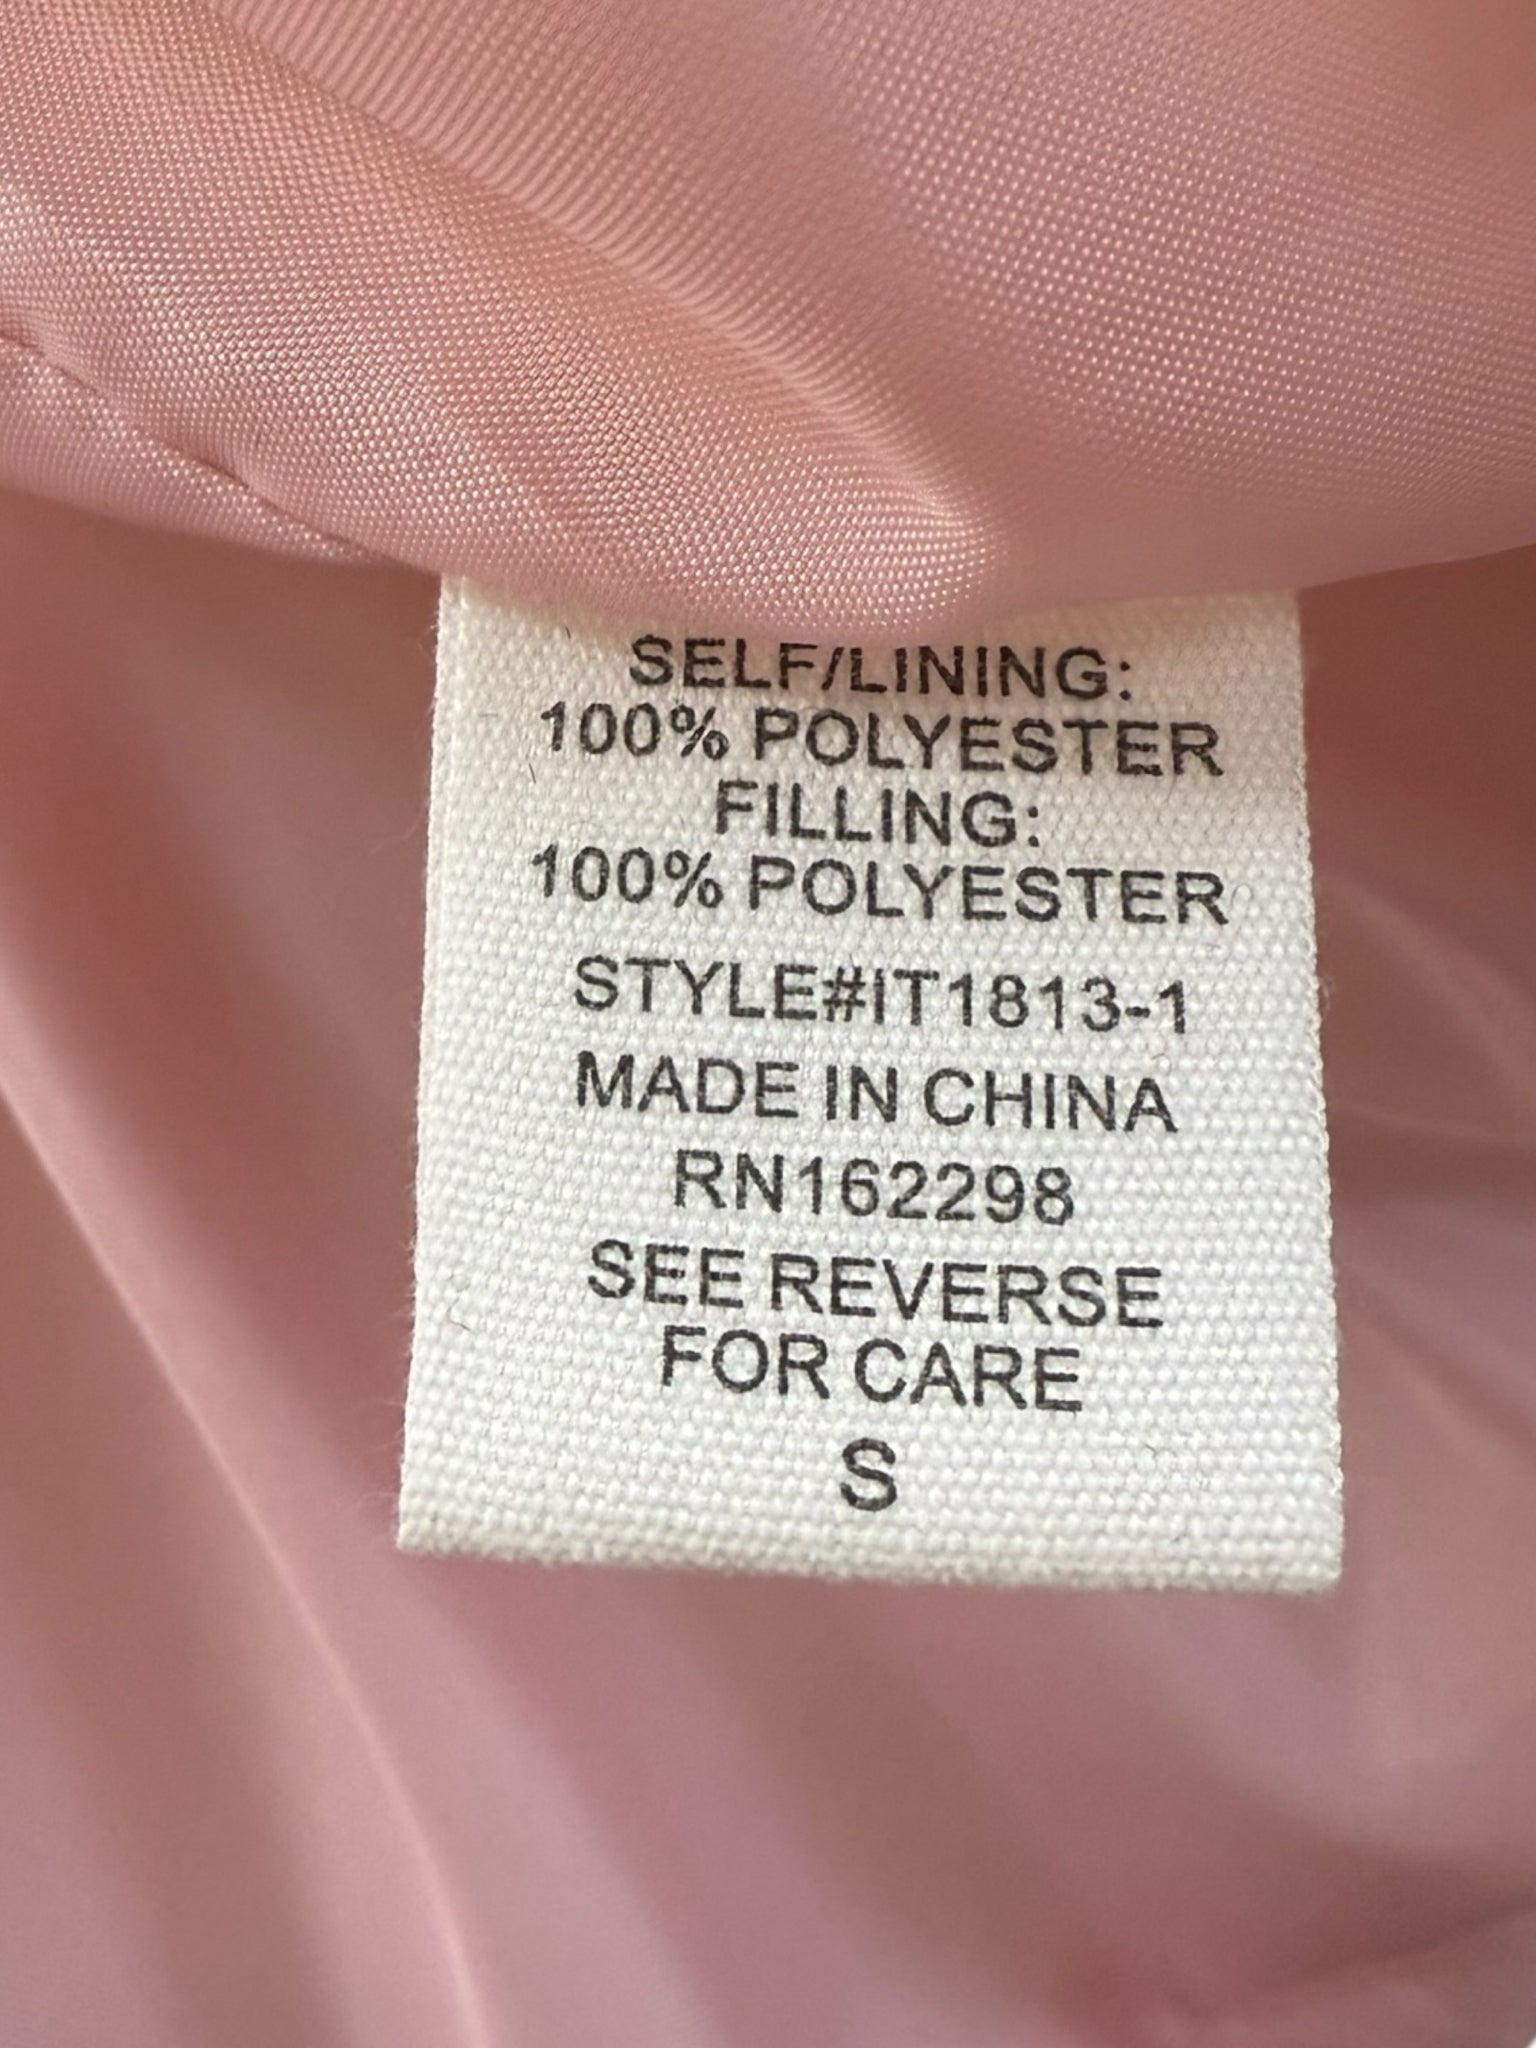 SELF/LINING:
100% POLYESTER
FILLING:
100% POLYESTER
STYLE#IT1813-1
MADE IN CHINA
RN162298
SEE REVERSE
FOR CARE
S